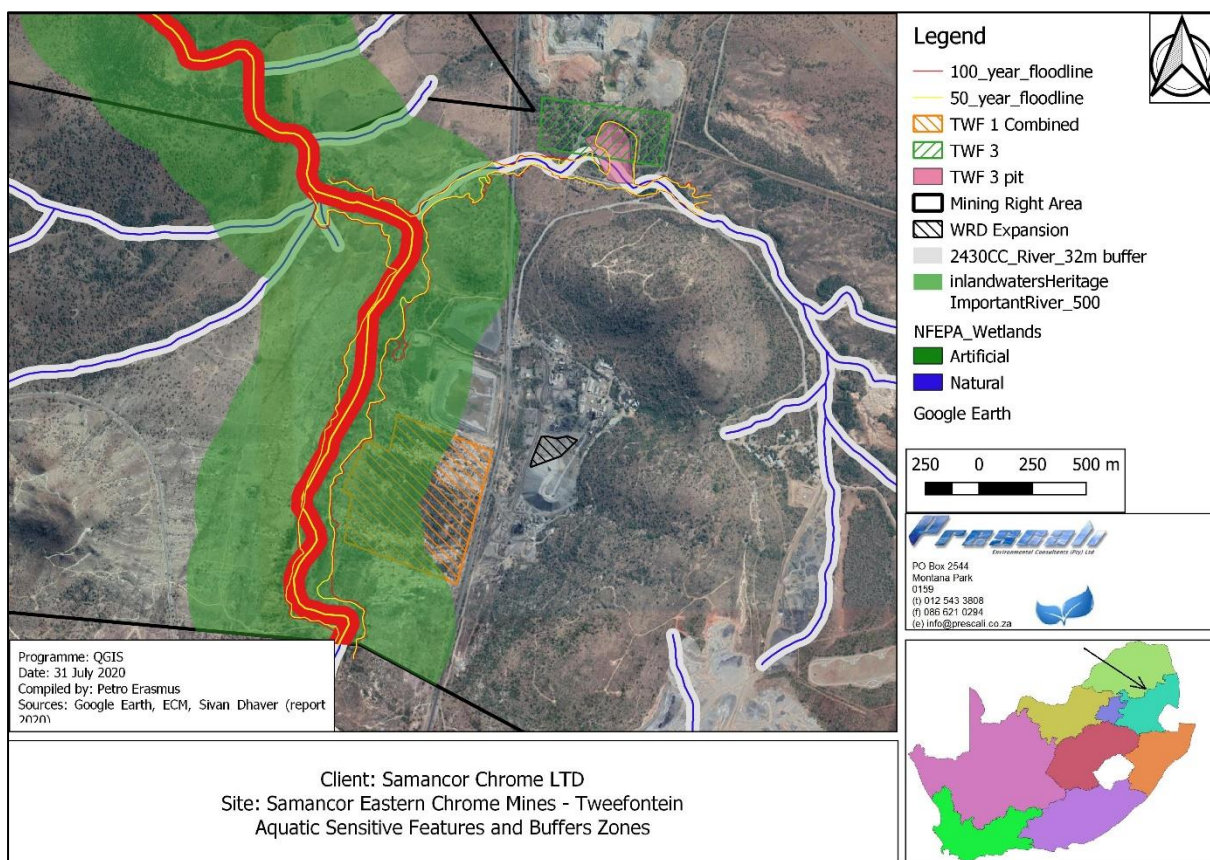 Legend
100_year_floodline
50_year_floodline
TWF 1 Combined
TWF 3
TWF 3 pit
Mining Right Area
WRD Expansion
2430CC_River_32m buffer
inlandwatersHeritage
ImportantRiver_500
NFEPA_Wetlands
Artificial
Natural
Google Earth
250 0 250 500 m
Prescali
Environmental Consultants (Pty) Ltd
PO Box 2544
Montana Park
0159
(t) 012 543 3808
(f) 086 621 0294
(e) info@prescali.co.za
Programme: QGIS
Date: 31 July 2020
Compiled by: Petro Erasmus
Sources: Google Earth, ECM, Sivan Dhaver (report
2020)
Client: Samancor Chrome LTD
Site: Samancor Eastern Chrome Mines - Tweefontein
Aquatic Sensitive Features and Buffers Zones